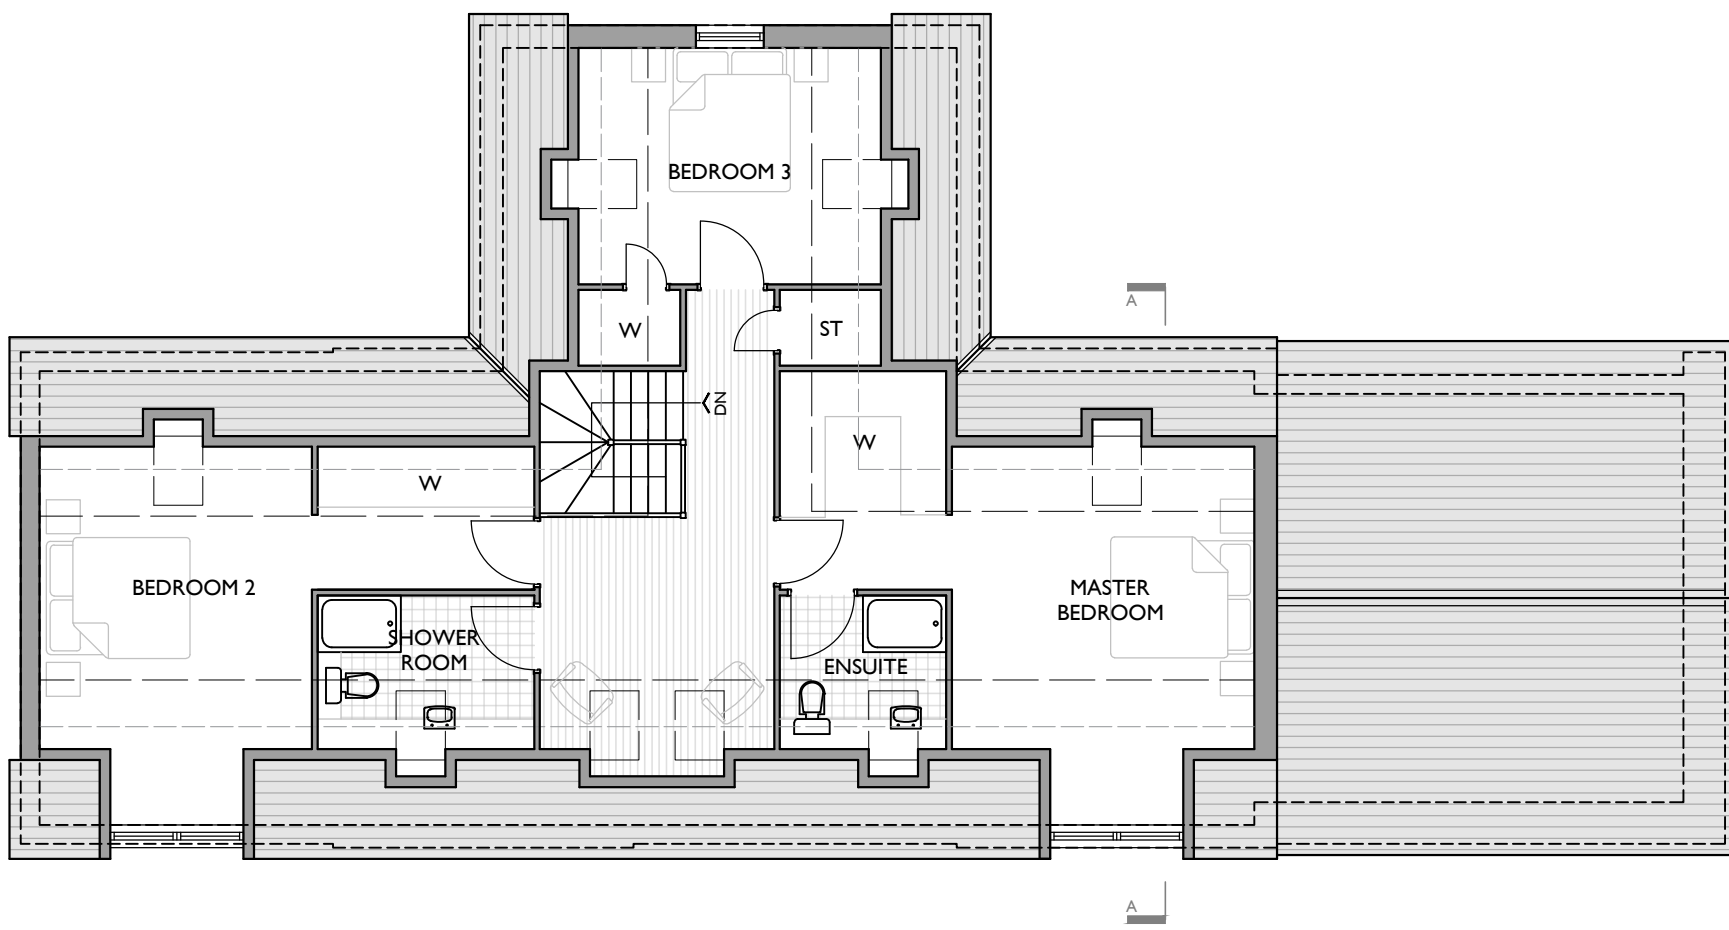 BEDROOM 3
A
W
ST
DN
W
W
BEDROOM 2
MASTER
BEDROOM
SHOWER
ROOM
ENSUITE
A